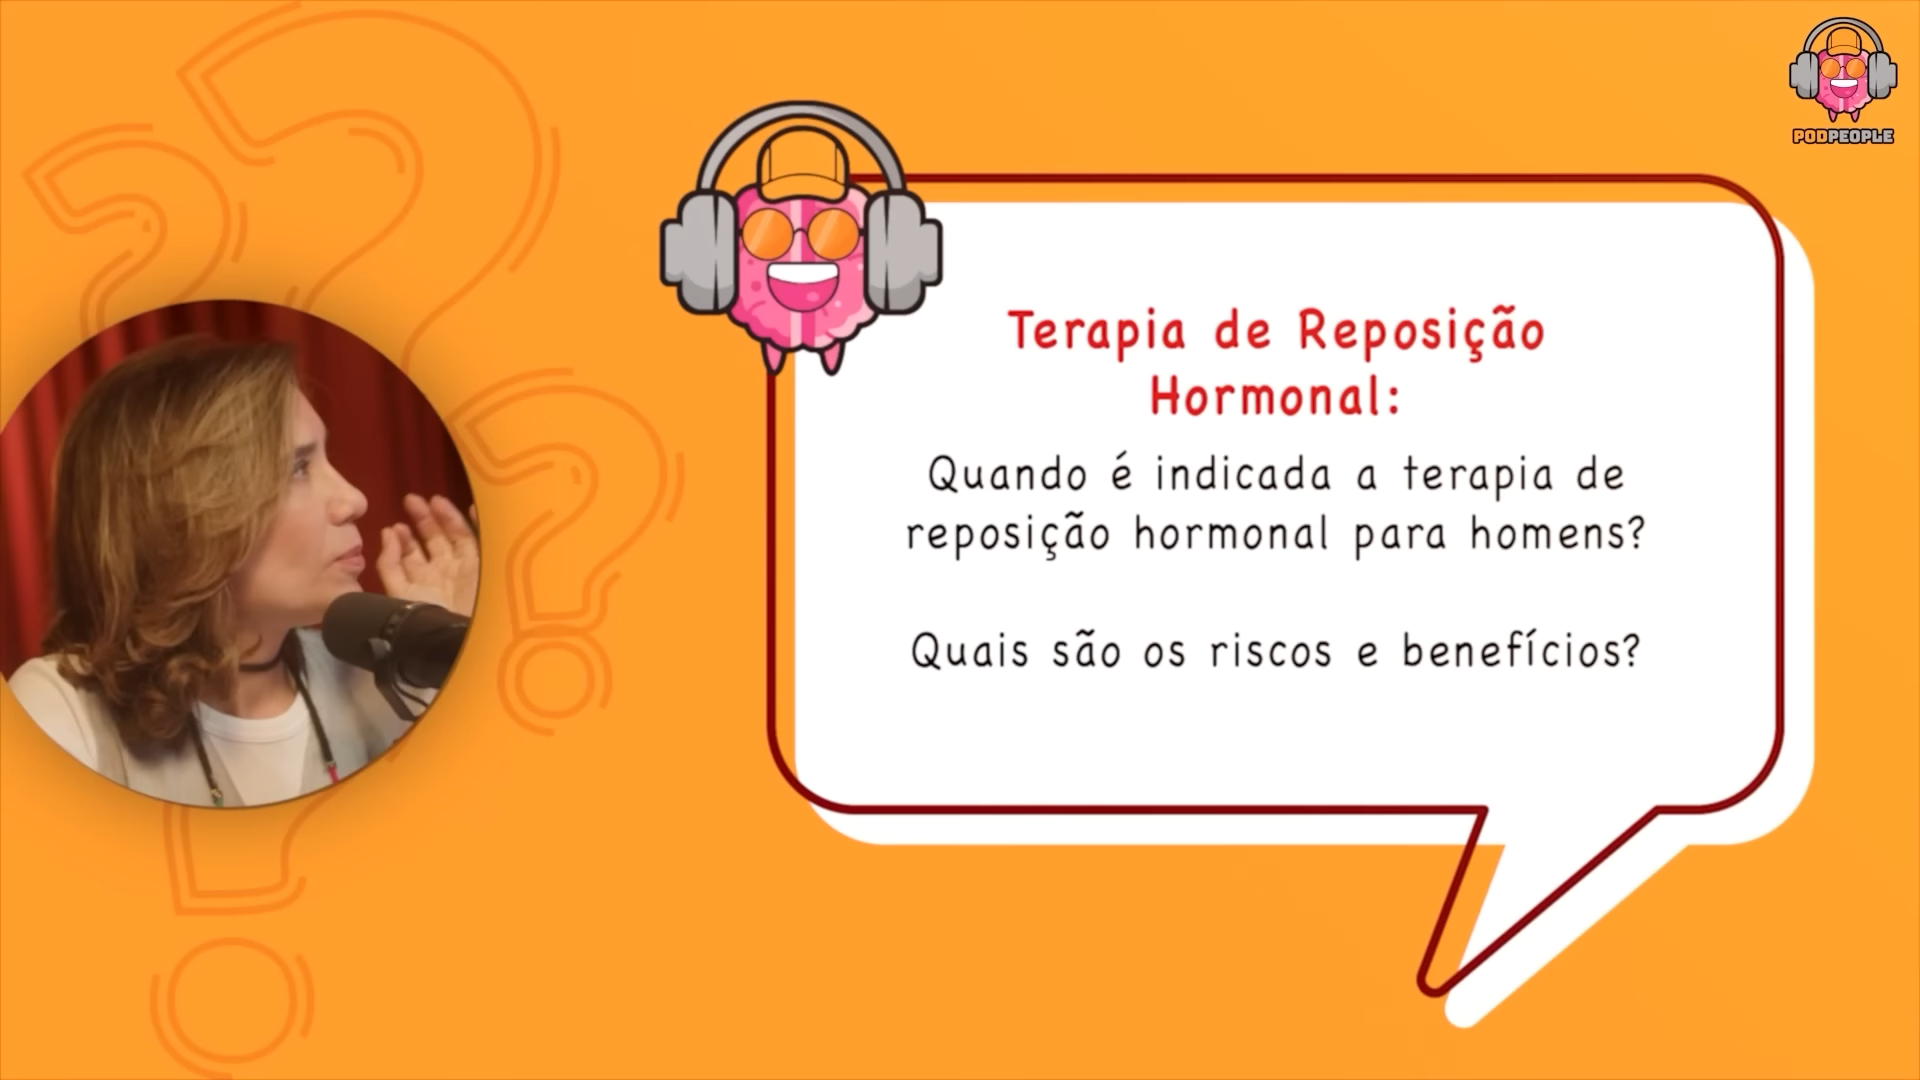 PODPEOPLE
Terapia de Reposição
Hormonal:
Quando é indicada a terapia de
reposição hormonal para homens?
Quais são os riscos e benefícios?